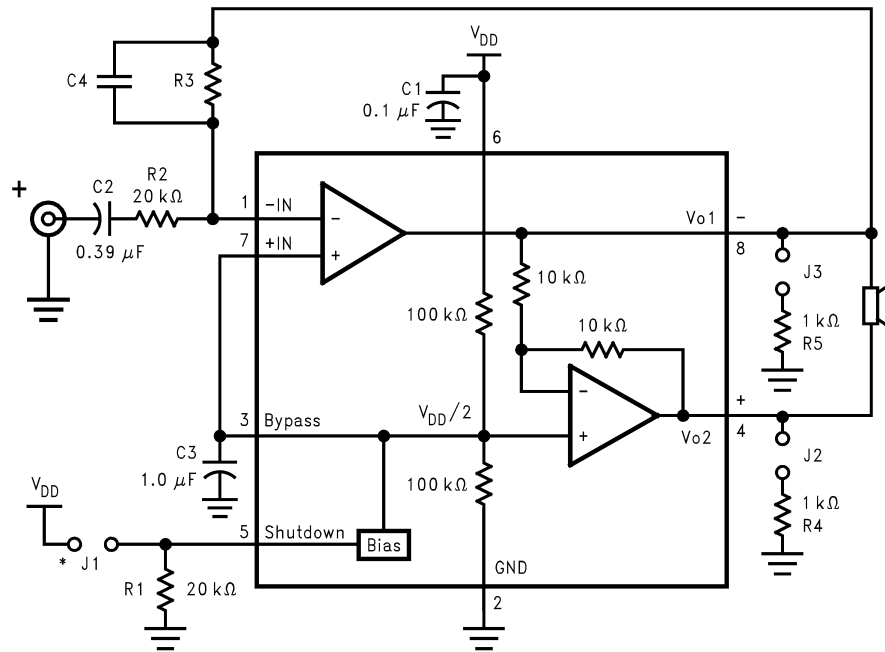 V_DD
C4
R3
C1
0.1 μF
6
+
C2
0.39 μF
R2
20 kΩ
1
-IN
7
+IN
-
+
Vo1
-
8
J3
10 kΩ
100 kΩ
10 kΩ
1 kΩ
R5
3
Bypass
V_DD/2
-
+
Vo2
+
4
C3
1.0 μF
100 kΩ
J2
1 kΩ
R4
V_DD
* J1
5
Shutdown
Bias
R1
20 kΩ
GND
2